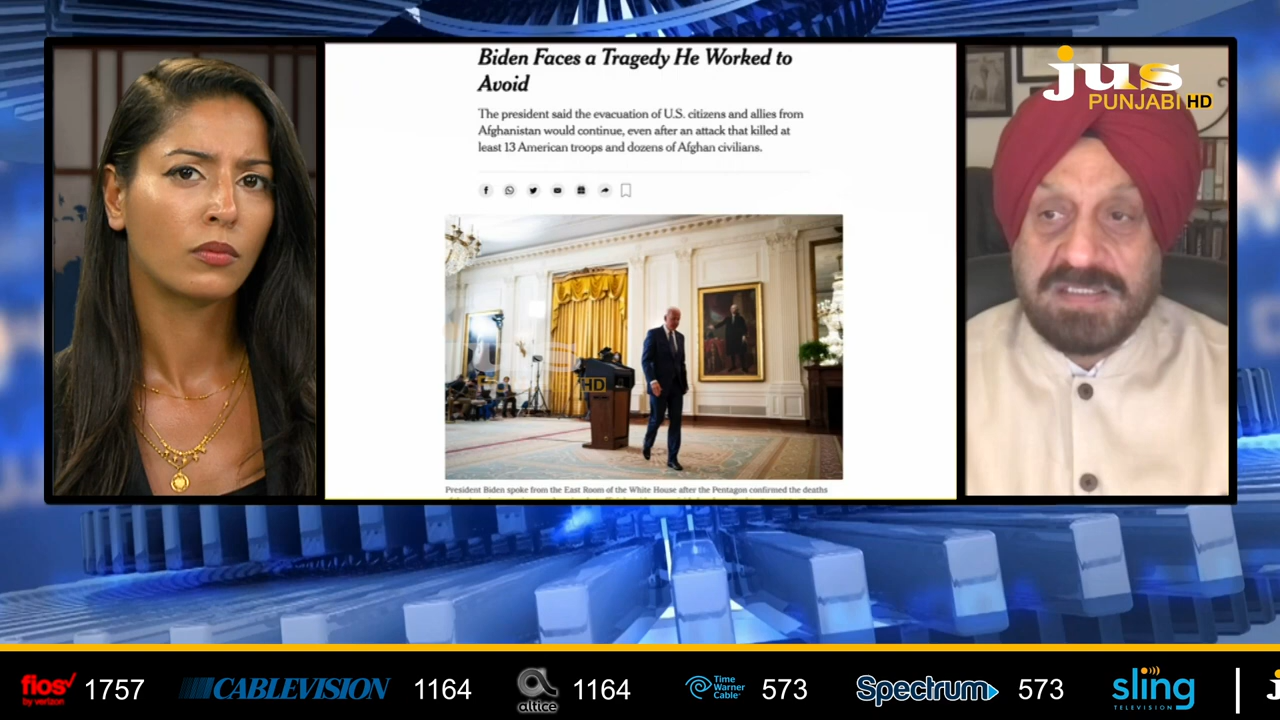 jus
PUNJABI HD
Biden Faces a Tragedy He Worked to
Avoid
The president said the evacuation of U.S. citizens and allies from
Afghanistan would continue, even after an attack that killed at
least 13 American troops and dozens of Afghan civilians.
jus
HD
President Biden spoke from the East Room of the White House after the Pentagon confirmed the deaths
fios
by verizon
1757
CABLEVISION
1164
altice
1164
Time
Warner
Cable
573
Spectrum
573
sling
TELEVISION